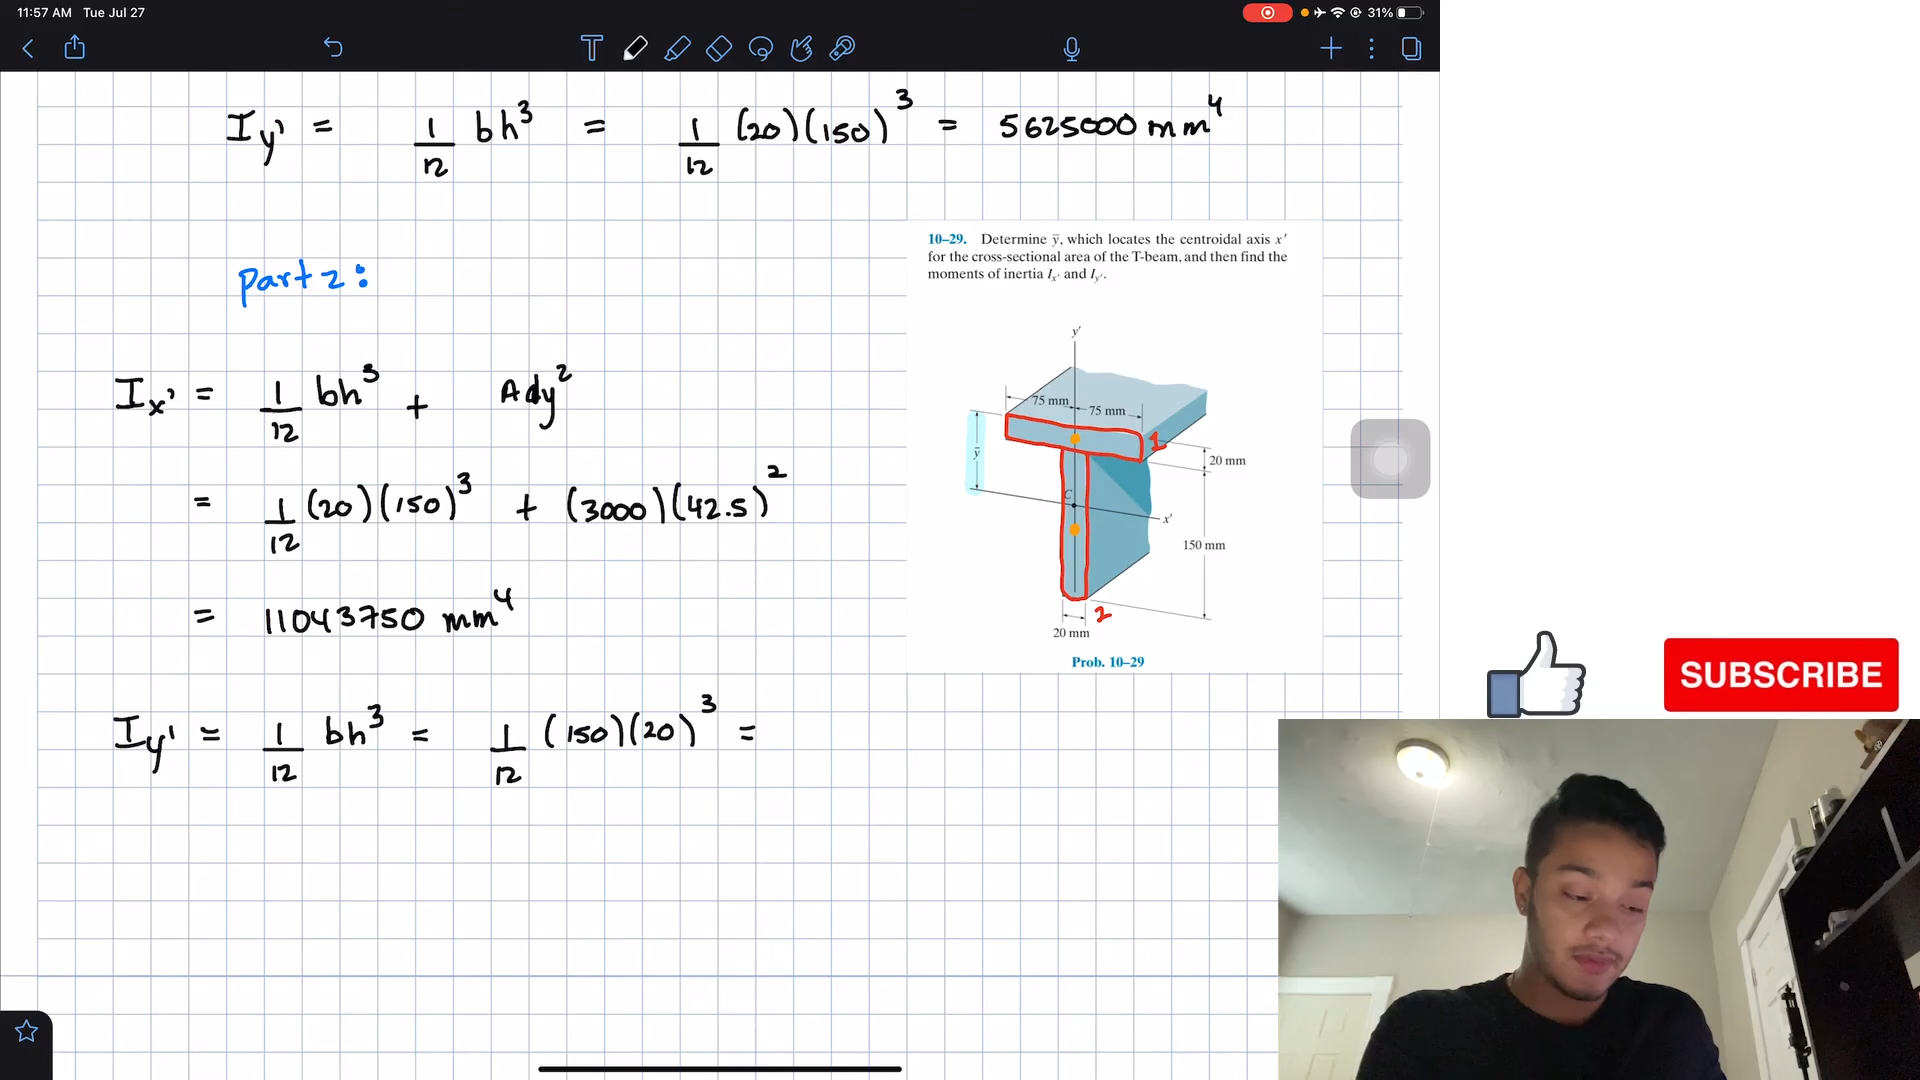 11:57 AM Tue Jul 27
31%
Iy' = 1/12 bh³ = 1/12 (20)(150)³ = 5625000 mm⁴
10–29. Determine ȳ, which locates the centroidal axis x′
for the cross-sectional area of the T-beam, and then find the
moments of inertia Ix′ and Iy′.
Part 2:
y′
75 mm
75 mm
1
ȳ
20 mm
C
x′
150 mm
2
20 mm
Prob. 10–29
Ix' = 1/12 bh³ + Ady²
= 1/12 (20)(150)³ + (3000)(42.5)²
= 11043750 mm⁴
Iy' = 1/12 bh³ = 1/12 (150)(20)³ =
SUBSCRIBE